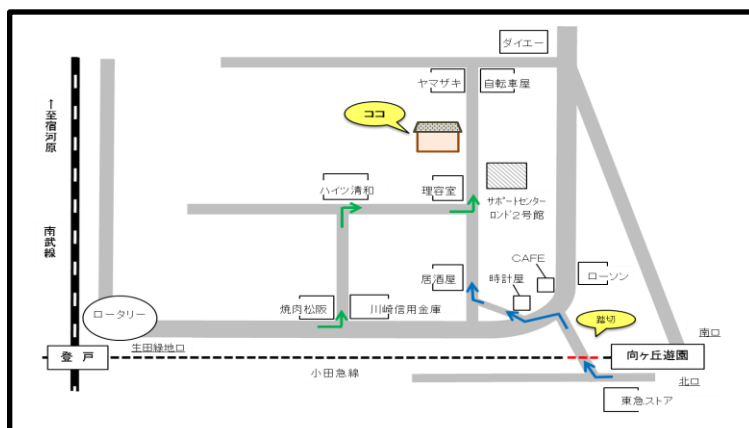 ダイエー
ヤマザキ
自転車屋
ココ
↑至宿河原
南武線
ハイツ清和
理容室
サポートセンター
ロンド2号館
CAFE
居酒屋
時計屋
ローソン
焼肉松阪
川崎信用金庫
ロータリー
踏切
南口
生田緑地口
登戸
向ヶ丘遊園
小田急線
北口
東急ストア